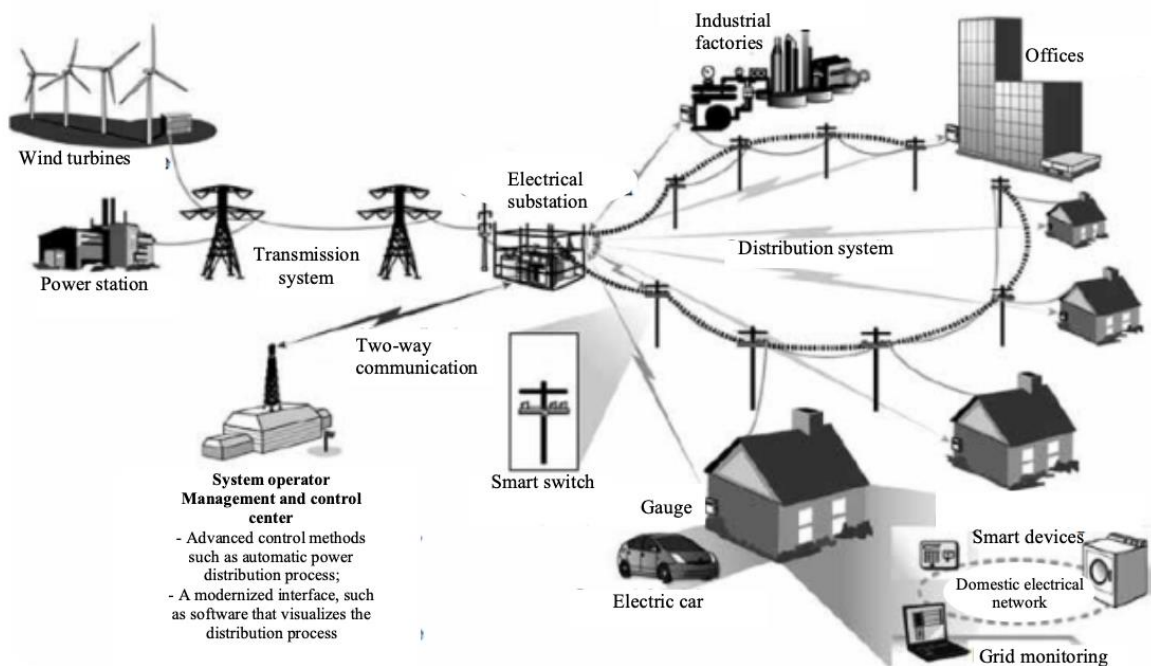 Industrial
factories
Offices
Wind turbines
Electrical
substation
Transmission
system
Distribution system
Power station
Two-way
communication
System operator
Management and control
center
- Advanced control methods
such as automatic power
distribution process;
- A modernized interface, such
as software that visualizes the
distribution process
Smart switch
Gauge
Electric car
Smart devices
Domestic electrical
network
Grid monitoring